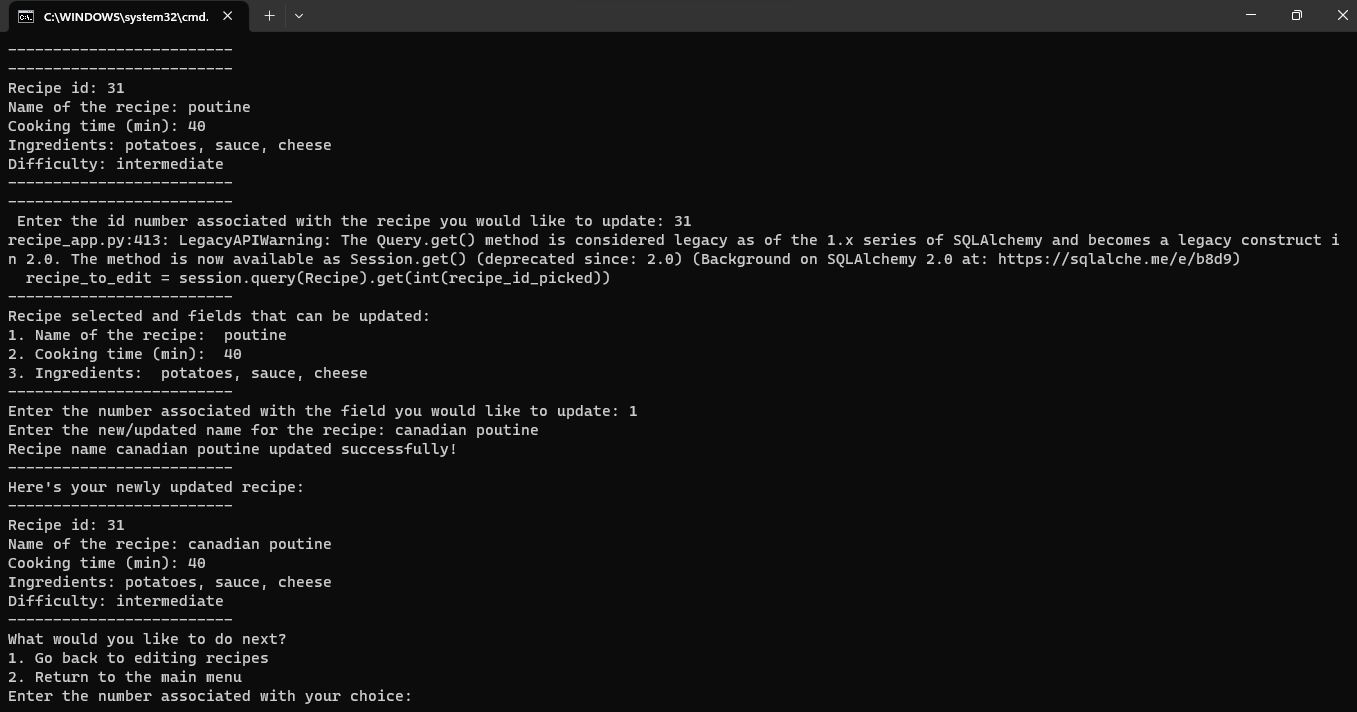 C:\WINDOWS\system32\cmd.
-------------------------
-------------------------
Recipe id: 31
Name of the recipe: poutine
Cooking time (min): 40
Ingredients: potatoes, sauce, cheese
Difficulty: intermediate
-------------------------
-------------------------
 Enter the id number associated with the recipe you would like to update: 31
recipe_app.py:413: LegacyAPIWarning: The Query.get() method is considered legacy as of the 1.x series of SQLAlchemy and becomes a legacy construct i
n 2.0. The method is now available as Session.get() (deprecated since: 2.0) (Background on SQLAlchemy 2.0 at: https://sqlalche.me/e/b8d9)
  recipe_to_edit = session.query(Recipe).get(int(recipe_id_picked))
-------------------------
Recipe selected and fields that can be updated:
1. Name of the recipe:  poutine
2. Cooking time (min):  40
3. Ingredients:  potatoes, sauce, cheese
-------------------------
Enter the number associated with the field you would like to update: 1
Enter the new/updated name for the recipe: canadian poutine
Recipe name canadian poutine updated successfully!
-------------------------
Here's your newly updated recipe:
-------------------------
Recipe id: 31
Name of the recipe: canadian poutine
Cooking time (min): 40
Ingredients: potatoes, sauce, cheese
Difficulty: intermediate
-------------------------
What would you like to do next?
1. Go back to editing recipes
2. Return to the main menu
Enter the number associated with your choice: